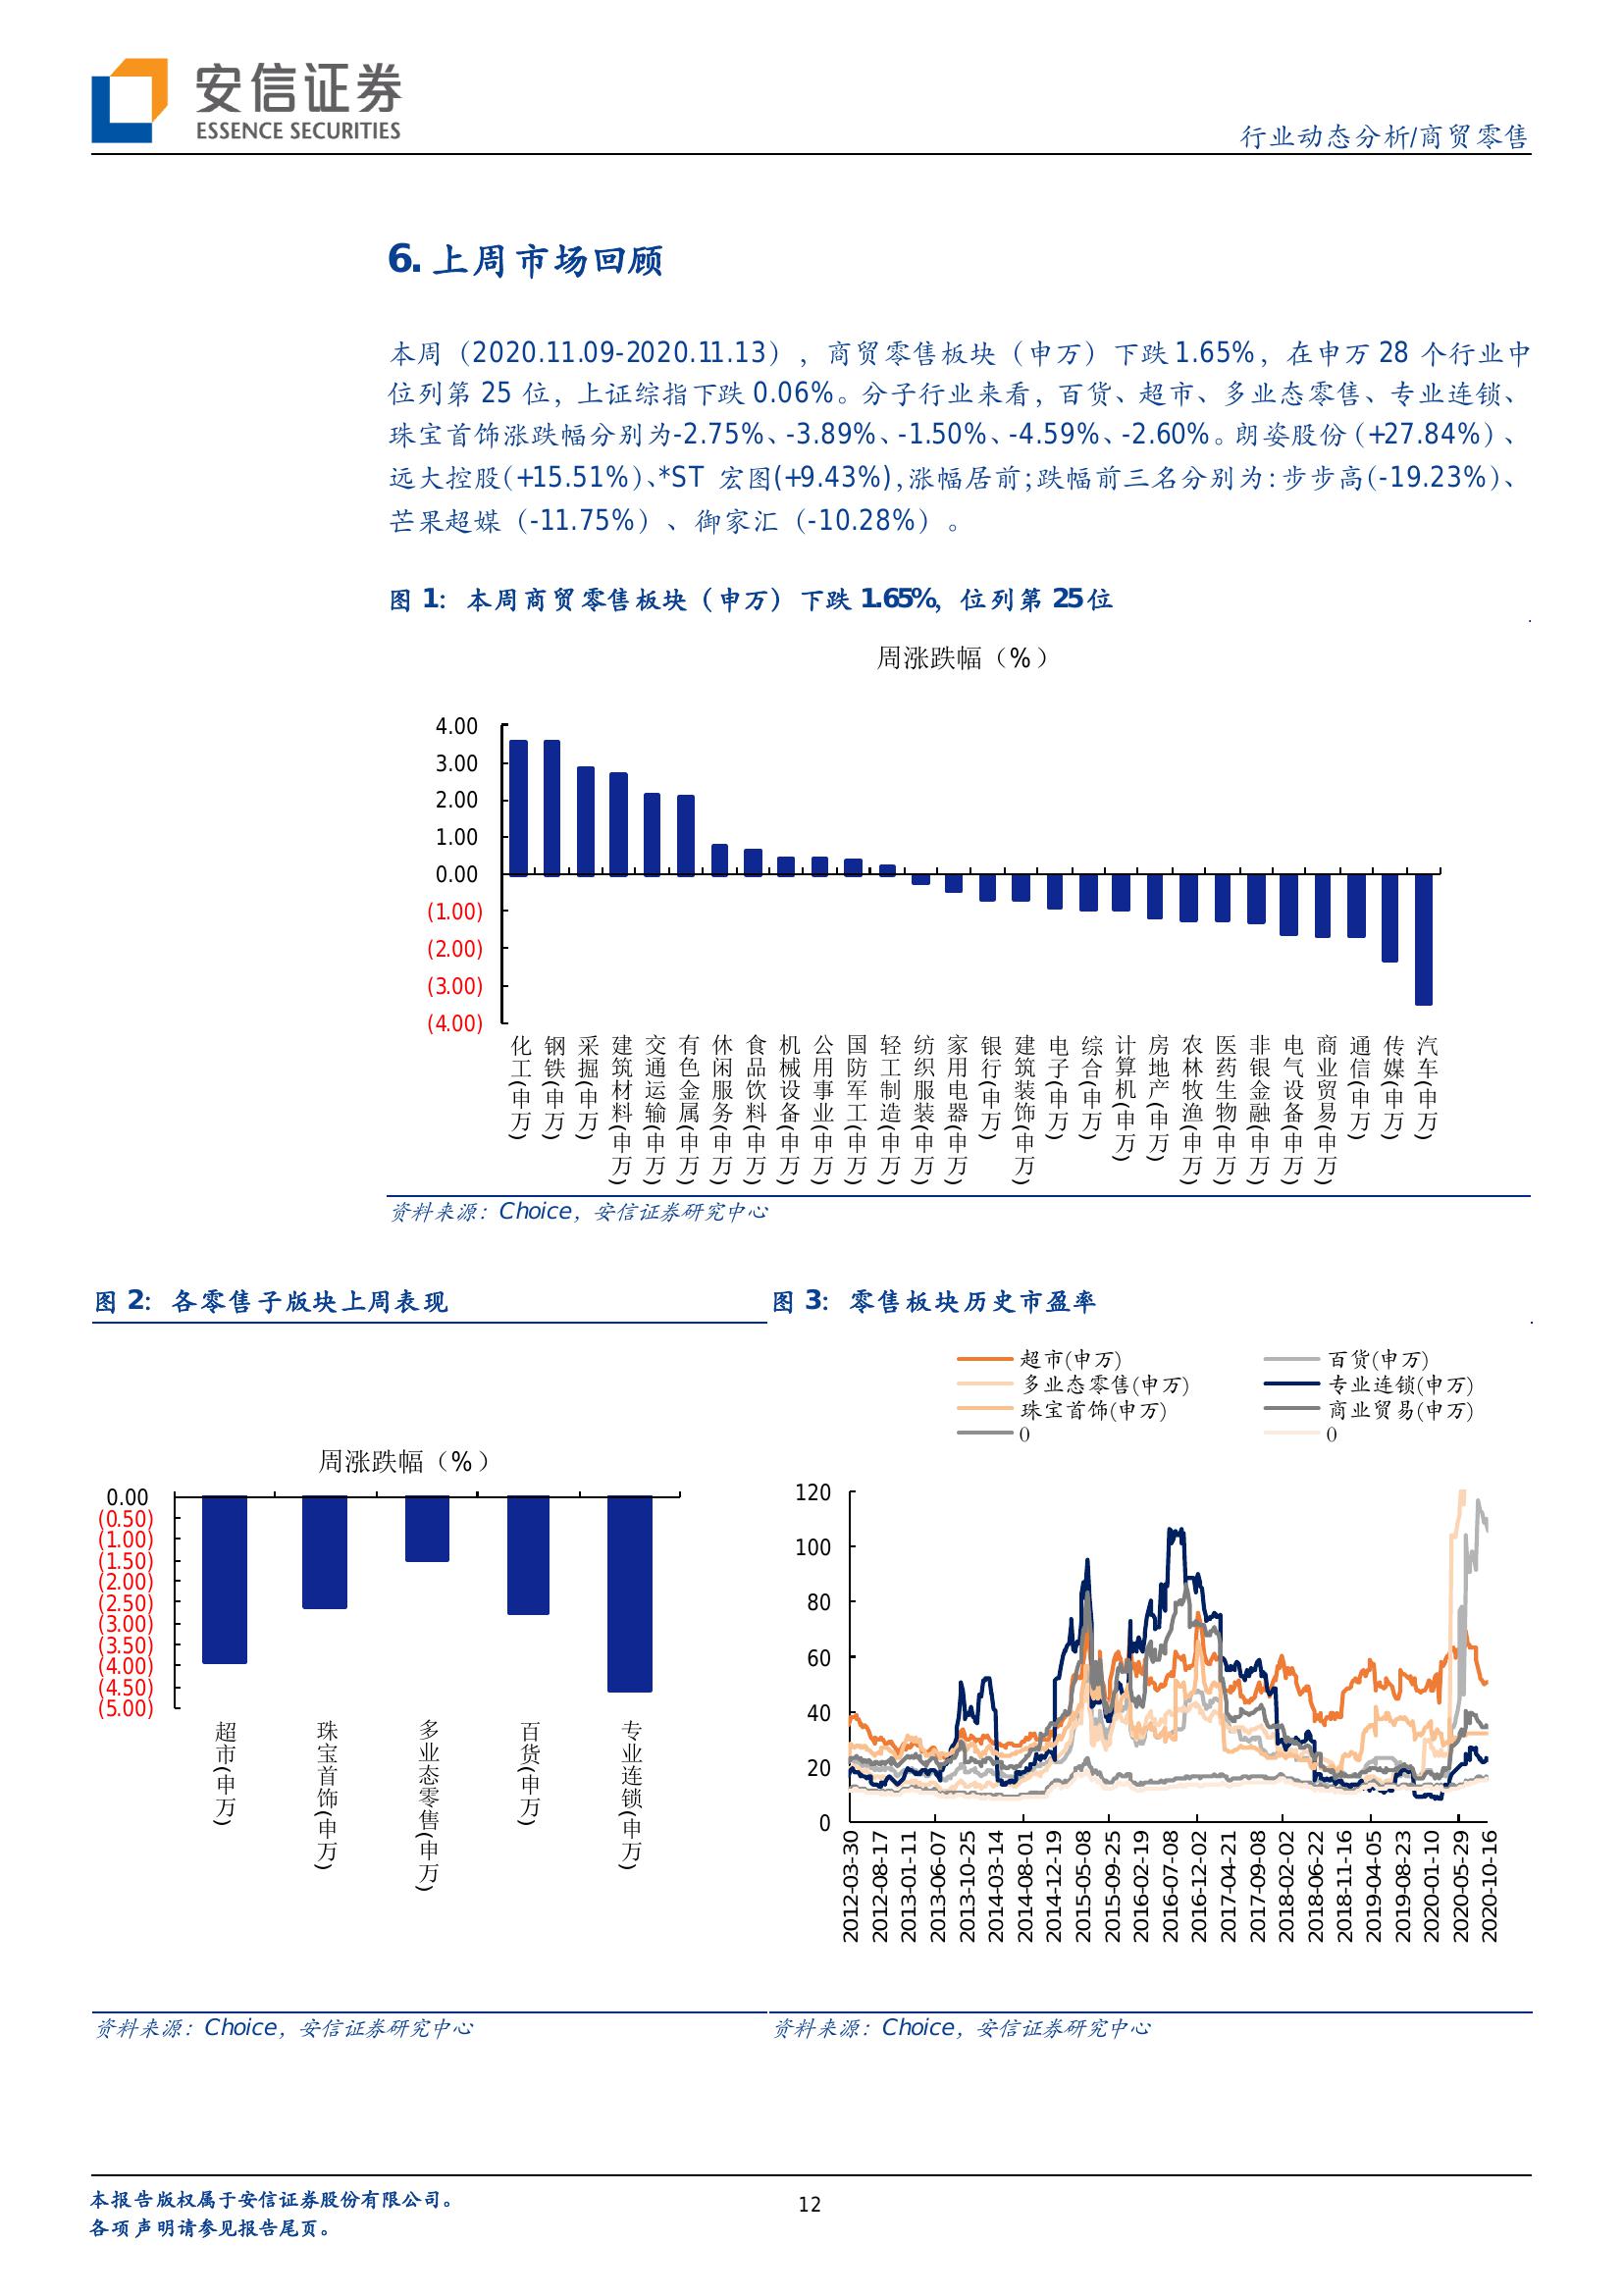 安信证券
ESSENCE SECURITIES
行业动态分析/商贸零售
6. 上周市场回顾
本周（2020.11.09-2020.11.13），商贸零售板块（申万）下跌1.65%，在申万 28 个行业中
位列第 25 位，上证综指下跌 0.06%。分子行业来看，百货、超市、多业态零售、专业连锁、
珠宝首饰涨跌幅分别为-2.75%、-3.89%、-1.50%、-4.59%、-2.60%。朗姿股份（+27.84%）、
远大控股(+15.51%)、*ST 宏图(+9.43%),涨幅居前;跌幅前三名分别为:步步高(-19.23%)、
芒果超媒（-11.75%）、御家汇（-10.28%）。
图 1：本周商贸零售板块（申万）下跌 1.65%，位列第 25位
周涨跌幅（%）
4.00
3.00
2.00
1.00
0.00
(1.00)
(2.00)
(3.00)
(4.00)
化工(申万)
钢铁(申万)
采掘(申万)
建筑材料(申万)
交通运输(申万)
有色金属(申万)
休闲服务(申万)
食品饮料(申万)
机械设备(申万)
公用事业(申万)
国防军工(申万)
轻工制造(申万)
纺织服装(申万)
家用电器(申万)
银行(申万)
建筑装饰(申万)
电子(申万)
综合(申万)
计算机(申万)
房地产(申万)
农林牧渔(申万)
医药生物(申万)
非银金融(申万)
电气设备(申万)
商业贸易(申万)
通信(申万)
传媒(申万)
汽车(申万)
资料来源：Choice，安信证券研究中心
图 2：各零售子版块上周表现
周涨跌幅（%）
0.00
(0.50)
(1.00)
(1.50)
(2.00)
(2.50)
(3.00)
(3.50)
(4.00)
(4.50)
(5.00)
超市(申万)
珠宝首饰(申万)
多业态零售(申万)
百货(申万)
专业连锁(申万)
资料来源：Choice，安信证券研究中心
图 3：零售板块历史市盈率
超市(申万)
百货(申万)
多业态零售(申万)
专业连锁(申万)
珠宝首饰(申万)
商业贸易(申万)
0
0
120
100
80
60
40
20
0
2012-03-30
2012-08-17
2013-01-11
2013-06-07
2013-10-25
2014-03-14
2014-08-01
2014-12-19
2015-05-08
2015-09-25
2016-02-19
2016-07-08
2016-12-02
2017-04-21
2017-09-08
2018-02-02
2018-06-22
2018-11-16
2019-04-05
2019-08-23
2020-01-10
2020-05-29
2020-10-16
资料来源：Choice，安信证券研究中心
本报告版权属于安信证券股份有限公司。
各项声明请参见报告尾页。
12